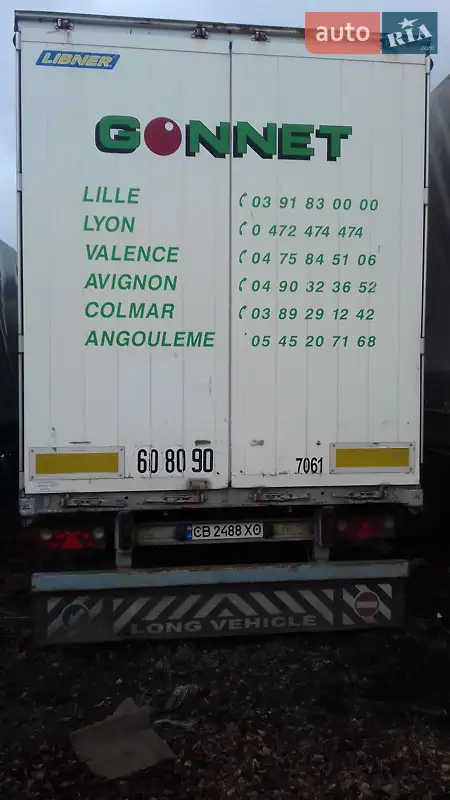 auto RIA
.com
LIBNER
GONNET
LILLE 03 91 83 00 00
LYON 0 472 474 474
VALENCE 04 75 84 51 06
AVIGNON 04 90 32 36 52
COLMAR 03 89 29 12 42
ANGOULEME 05 45 20 71 68
60 80 90 7061
CB 2488 XO
LONG VEHICLE